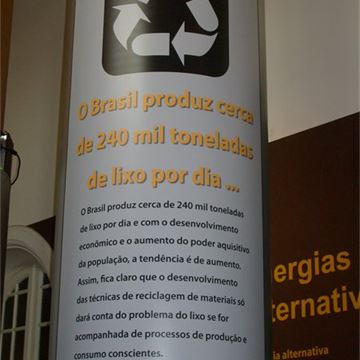 O Brasil produz cerca
de 240 mil toneladas
de lixo por dia ...
O Brasil produz cerca de 240 mil toneladas
de lixo por dia e com o desenvolvimento
econômico e o aumento do poder aquisitivo
da população, a tendência é de aumento.
Assim, fica claro que o desenvolvimento
das técnicas de reciclagem de materiais só
dará conta do problema do lixo se for
acompanhada de processos de produção e
consumo conscientes.
nergias
lternativ
ia alternativa